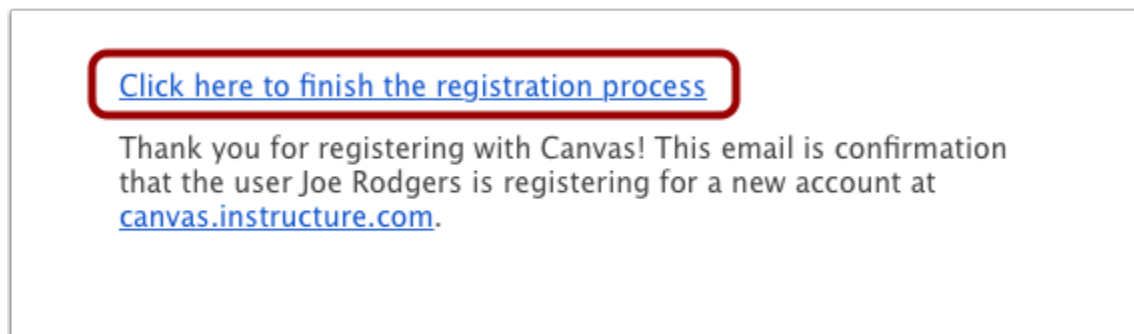 Click here to finish the registration process
Thank you for registering with Canvas! This email is confirmation
that the user Joe Rodgers is registering for a new account at
canvas.instructure.com.